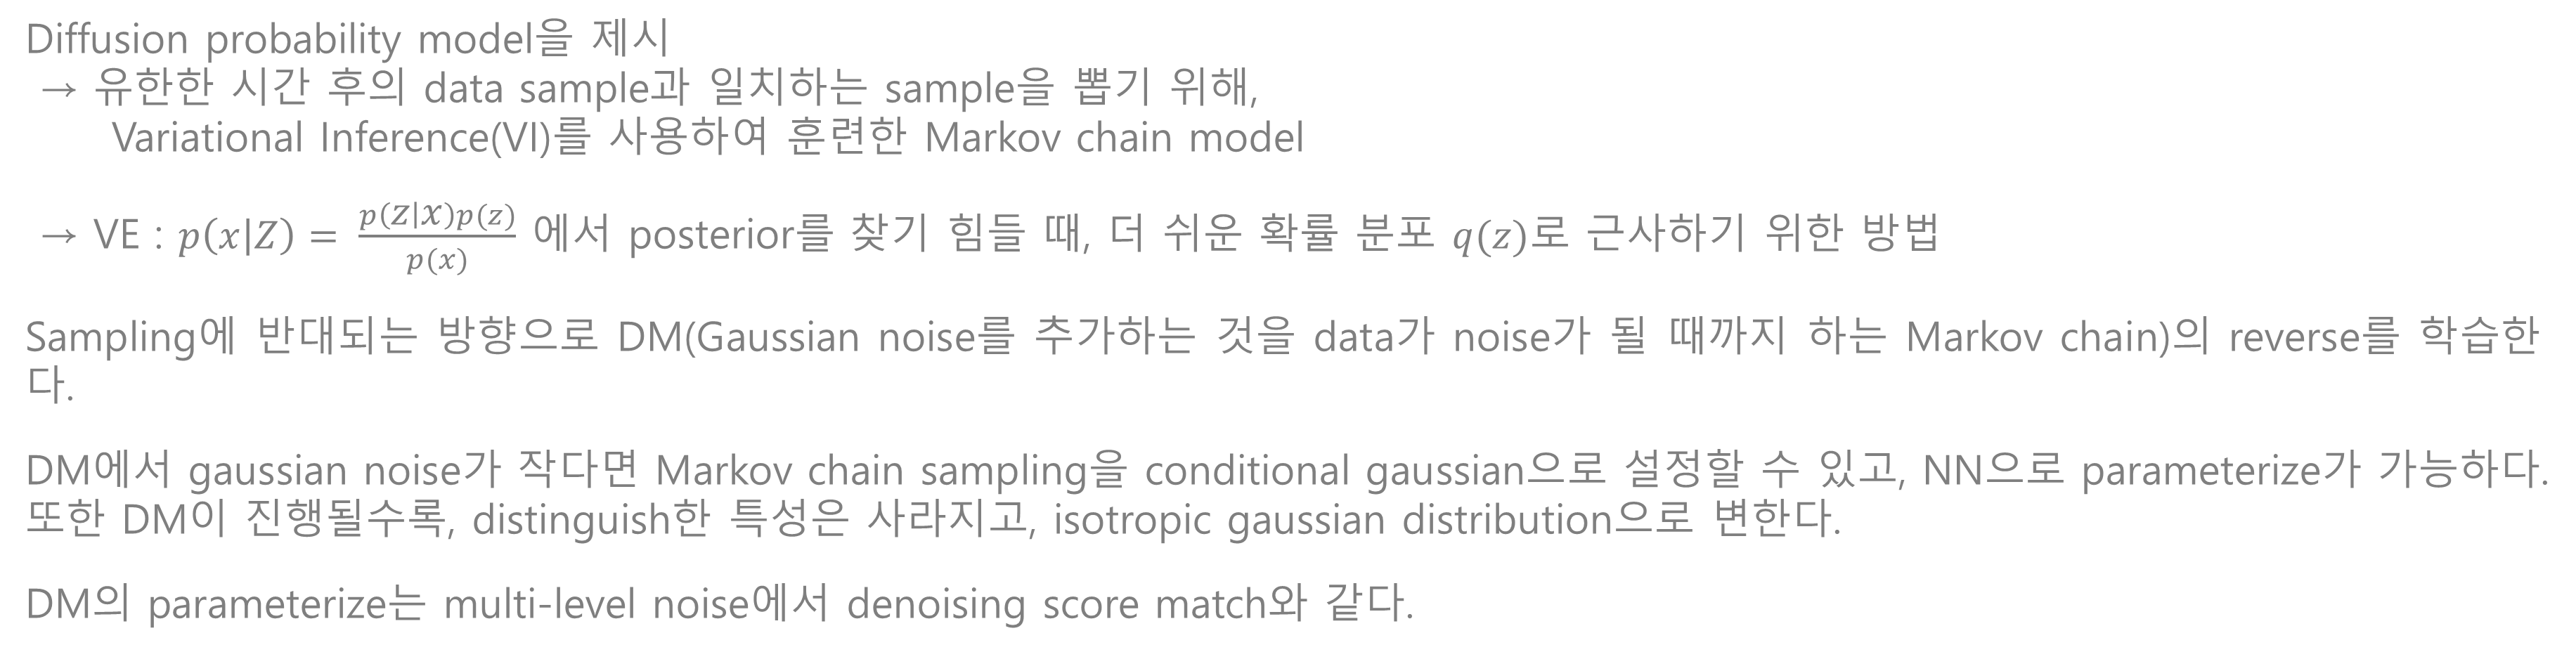 Diffusion probability model을 제시
→ 유한한 시간 후의 data sample과 일치하는 sample을 뽑기 위해,
Variational Inference(VI)를 사용하여 훈련한 Markov chain model
→ VE : p(x|Z) = p(Z|x)p(z) / p(x) 에서 posterior를 찾기 힘들 때, 더 쉬운 확률 분포 q(z)로 근사하기 위한 방법
Sampling에 반대되는 방향으로 DM(Gaussian noise를 추가하는 것을 data가 noise가 될 때까지 하는 Markov chain)의 reverse를 학습한
다.
DM에서 gaussian noise가 작다면 Markov chain sampling을 conditional gaussian으로 설정할 수 있고, NN으로 parameterize가 가능하다.
또한 DM이 진행될수록, distinguish한 특성은 사라지고, isotropic gaussian distribution으로 변한다.
DM의 parameterize는 multi-level noise에서 denoising score match와 같다.